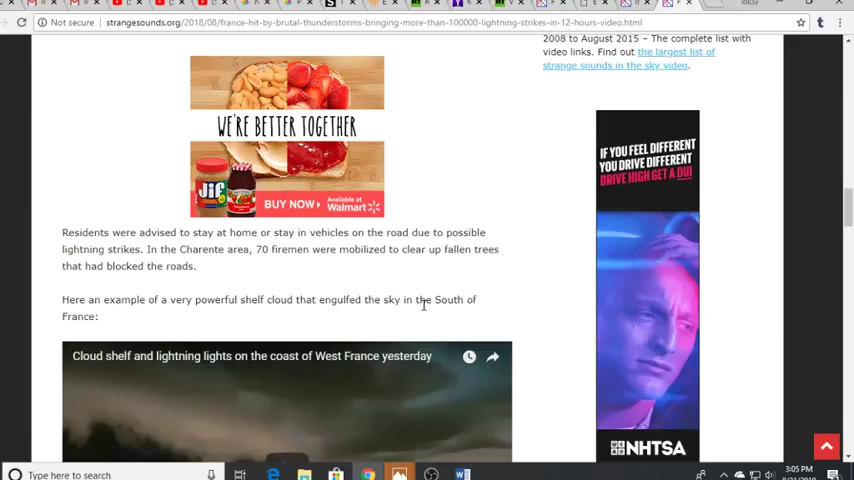 Not secure
strangesounds.org/2018/08/france-hit-by-brutal-thunderstorms-bringing-more-than-100000-lightning-strikes-in-12-hours-video.html
2008 to August 2015 – The complete list with
video links. Find out the largest list of
strange sounds in the sky video.
WE'RE BETTER TOGETHER
Jif
BUY NOW
Available at
Walmart
IF YOU FEEL DIFFERENT
YOU DRIVE DIFFERENT
DRIVE HIGH GET A DUI
NHTSA
Residents were advised to stay at home or stay in vehicles on the road due to possible
lightning strikes. In the Charente area, 70 firemen were mobilized to clear up fallen trees
that had blocked the roads.
Here an example of a very powerful shelf cloud that engulfed the sky in the South of
France:
Cloud shelf and lightning lights on the coast of West France yesterday
Type here to search
3:05 PM